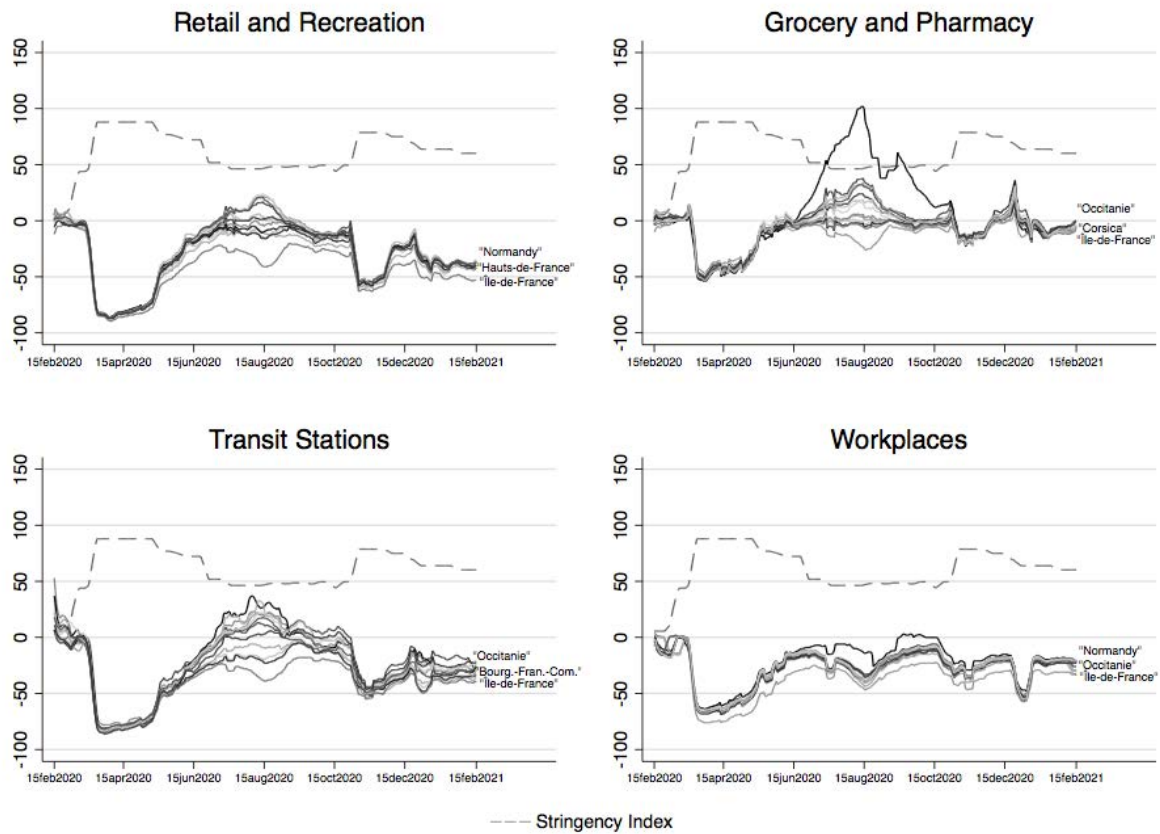 Retail and Recreation
150
100
50
0
-50
-100
"Normandy"
"Hauts-de-France"
"Île-de-France"
15feb2020 15apr2020 15jun2020 15aug2020 15oct2020 15dec2020 15feb2021
Grocery and Pharmacy
150
100
50
0
-50
-100
"Occitanie"
"Corsica"
"Île-de-France"
15feb2020 15apr2020 15jun2020 15aug2020 15oct2020 15dec2020 15feb2021
Transit Stations
150
100
50
0
-50
-100
"Occitanie"
"Bourg.-Fran.-Com."
"Île-de-France"
15feb2020 15apr2020 15jun2020 15aug2020 15oct2020 15dec2020 15feb2021
Workplaces
150
100
50
0
-50
-100
"Normandy"
"Occitanie"
"Île-de-France"
15feb2020 15apr2020 15jun2020 15aug2020 15oct2020 15dec2020 15feb2021
Stringency Index